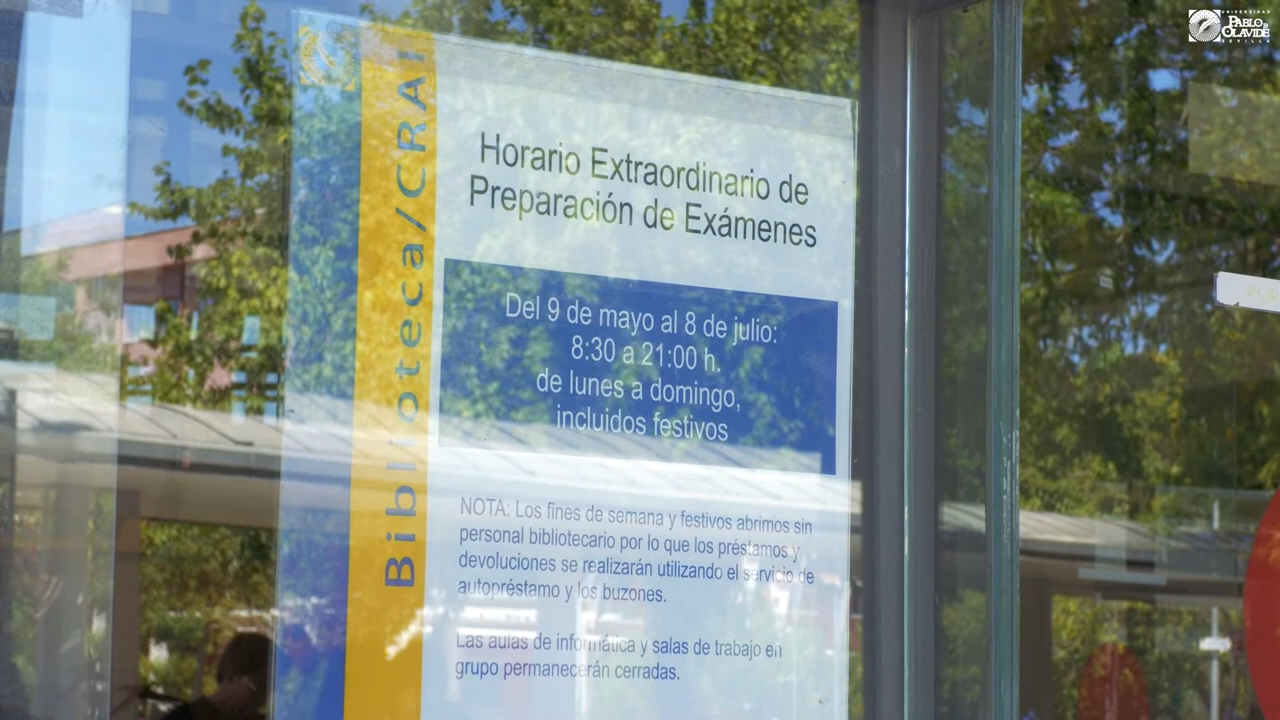 UNIVERSIDAD
PABLO DE
OLAVIDE
SEVILLA
Biblioteca/CRAI
Horario Extraordinario de
Preparación de Exámenes
Del 9 de mayo al 8 de julio:
8:30 a 21:00 h.
de lunes a domingo,
incluidos festivos
NOTA: Los fines de semana y festivos abrimos sin
personal bibliotecario por lo que los préstamos y
devoluciones se realizarán utilizando el servicio de
autopréstamo y los buzones.
Las aulas de informática y salas de trabajo en
grupo permanecerán cerradas.